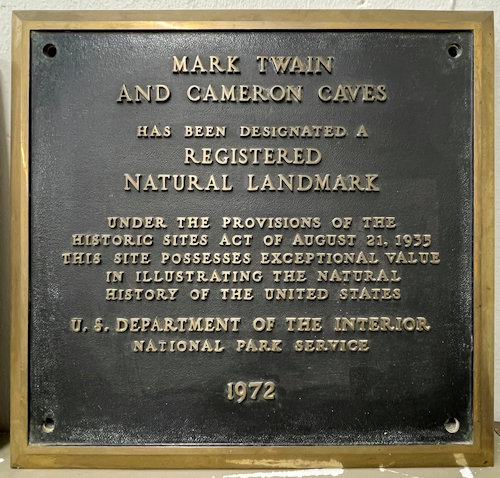 MARK TWAIN
AND CAMERON CAVES
HAS BEEN DESIGNATED A
REGISTERED
NATURAL LANDMARK
UNDER THE PROVISIONS OF THE
HISTORIC SITES ACT OF AUGUST 21, 1935
THIS SITE POSSESSES EXCEPTIONAL VALUE
IN ILLUSTRATING THE NATURAL
HISTORY OF THE UNITED STATES
U. S. DEPARTMENT OF THE INTERIOR
NATIONAL PARK SERVICE
1972